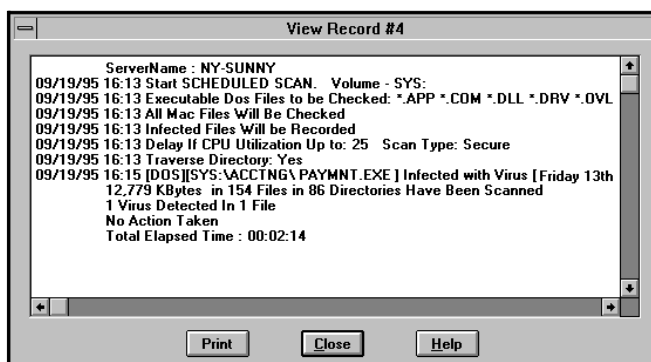 View Record #4
ServerName : NY-SUNNY
09/19/95 16:13 Start SCHEDULED SCAN.   Volume - SYS:
09/19/95 16:13 Executable Dos Files to be Checked: *.APP *.COM *.DLL *.DRV *.OVL
09/19/95 16:13 All Mac Files Will Be Checked
09/19/95 16:13 Infected Files Will be Recorded
09/19/95 16:13 Delay If CPU Utilization Up to: 25   Scan Type: Secure
09/19/95 16:13 Traverse Directory: Yes
09/19/95 16:15 [DOS][SYS:\ACCTNG\ PAYMNT.EXE ] Infected with Virus [Friday 13th
12,779 KBytes  in 154 Files in 86 Directories Have Been Scanned
1 Virus Detected In 1 File
No Action Taken
Total Elapsed Time : 00:02:14
Print
Close
Help